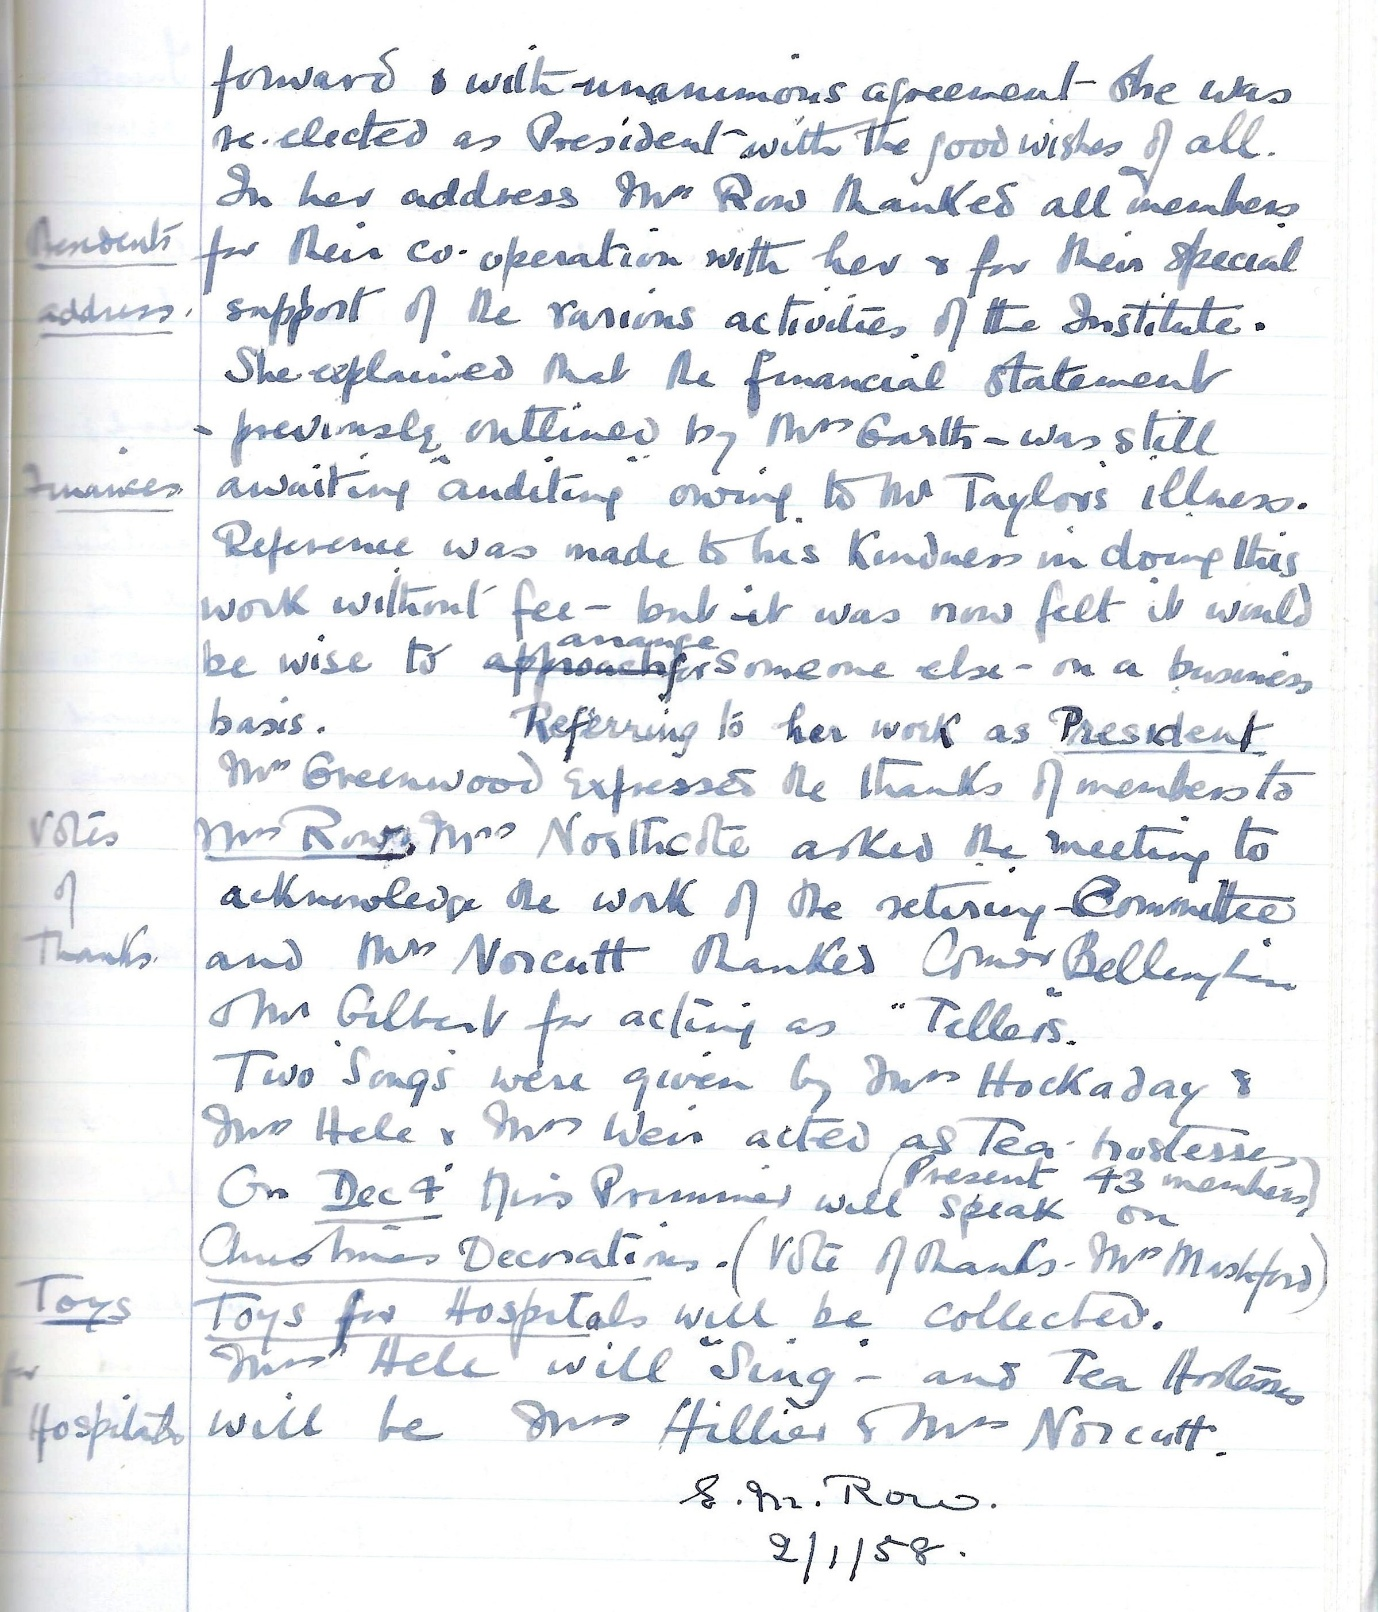 forward & with unanimous agreement she was
re.elected as President with the good wishes of all.
In her address Mrs Row thanked all members
Presidents
for their co-operation with her & for their special
address.
support of the various activities of the Institute.
She explained that the financial statement
- previously outlined by Mrs Garth - was still
Finances
awaiting "auditing" owing to Mr Taylor's illness.
Reference was made to his kindness in doing this
work without fee - but it was now felt it would
arrange
be wise to approach for someone else - on a business
basis. Referring to her work as President
Mrs Greenwood expressed the thanks of members to
Votes
Mrs Row. Mrs Northcote asked the meeting to
of
acknowledge the work of the retiring Committee
Thanks.
and Mrs Norcutt thanked Bellingham
Mr Gilbert for acting as "Tellers".
Two Songs were given by Mrs Hockaday &
Mrs Hele & Mrs Weir acted as Tea-hostesses
(Present 43 members)
On Dec 4 Miss will speak on
Christmas Decorations. (Vote of thanks - Mrs Mashford)
Toys
Toys for Hospitals will be collected.
for
Mrs Hele will "Sing" - and Tea Hostesses
Hospitals
will be Mrs Hillier & Mrs Norcutt.
E. M. Row.
2/1/58.